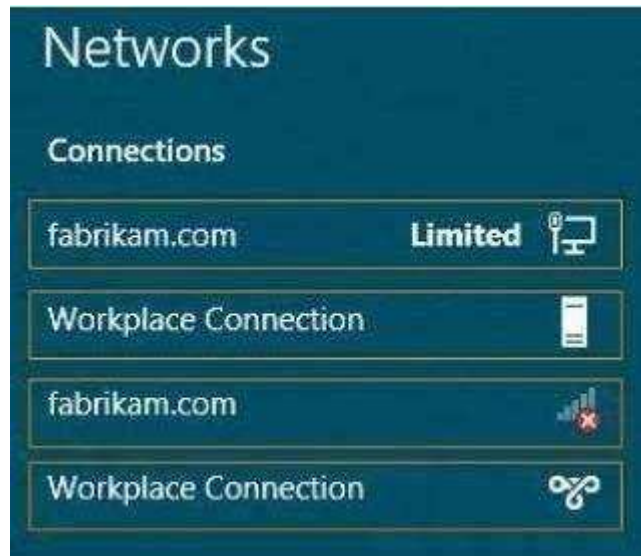 Networks
Connections
fabrikam.com Limited
Workplace Connection
fabrikam.com
Workplace Connection